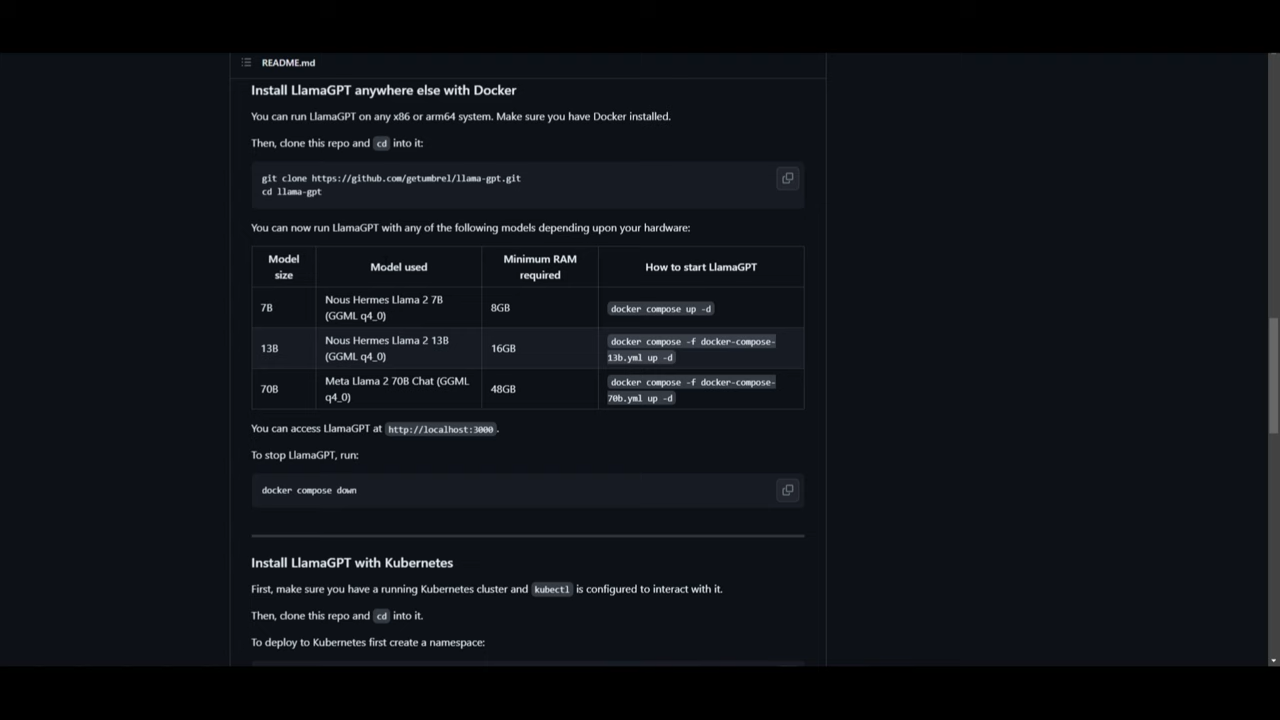 README.md
Install LlamaGPT anywhere else with Docker
You can run LlamaGPT on any x86 or arm64 system. Make sure you have Docker installed.
Then, clone this repo and cd into it:
git clone https://github.com/getumbrel/llama-gpt.git
cd llama-gpt
You can now run LlamaGPT with any of the following models depending upon your hardware:
Model size
Model used
Minimum RAM required
How to start LlamaGPT
7B
Nous Hermes Llama 2 7B (GGML q4_0)
8GB
docker compose up -d
13B
Nous Hermes Llama 2 13B (GGML q4_0)
16GB
docker compose -f docker-compose-13b.yml up -d
70B
Meta Llama 2 70B Chat (GGML q4_0)
48GB
docker compose -f docker-compose-70b.yml up -d
You can access LlamaGPT at http://localhost:3000.
To stop LlamaGPT, run:
docker compose down
Install LlamaGPT with Kubernetes
First, make sure you have a running Kubernetes cluster and kubectl is configured to interact with it.
Then, clone this repo and cd into it.
To deploy to Kubernetes first create a namespace: